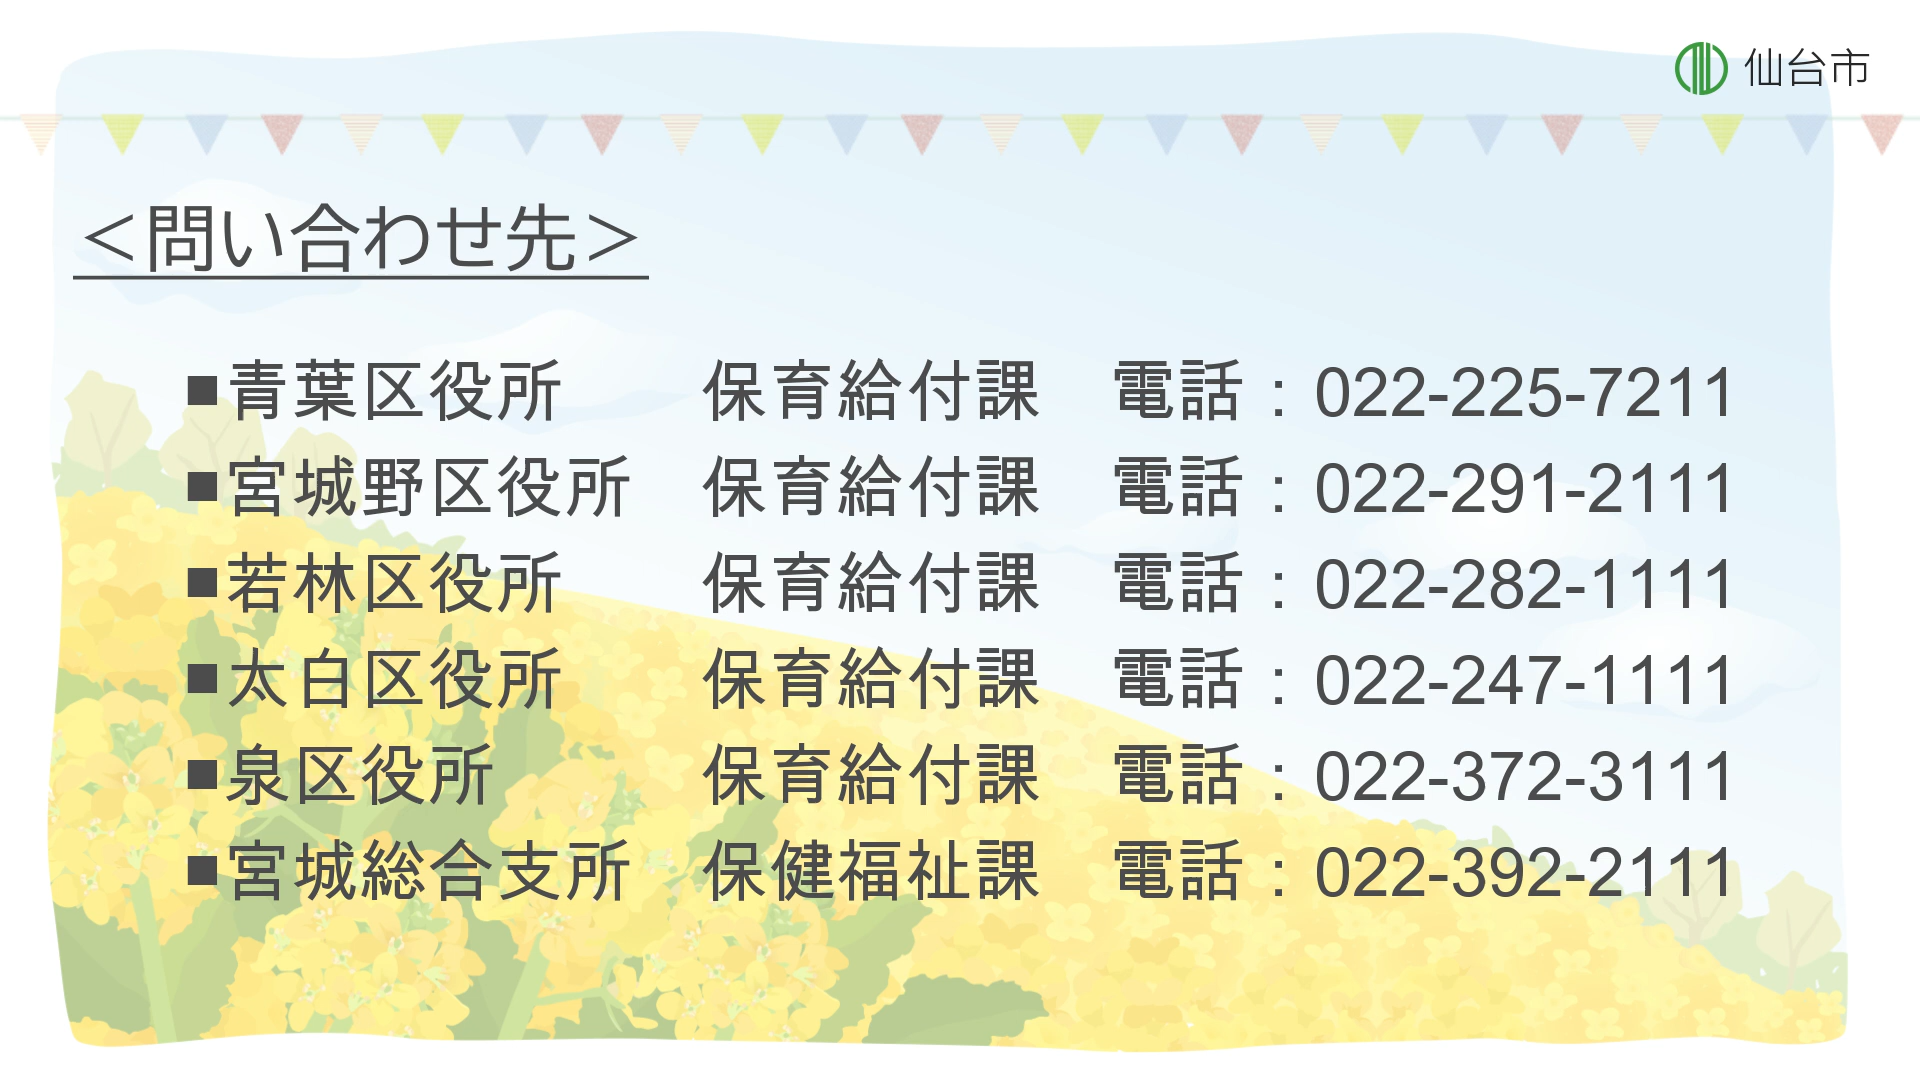 仙台市
＜問い合わせ先＞
■青葉区役所　　保育給付課　電話：022-225-7211
■宮城野区役所　保育給付課　電話：022-291-2111
■若林区役所　　保育給付課　電話：022-282-1111
■太白区役所　　保育給付課　電話：022-247-1111
■泉区役所　　　保育給付課　電話：022-372-3111
■宮城総合支所　保健福祉課　電話：022-392-2111